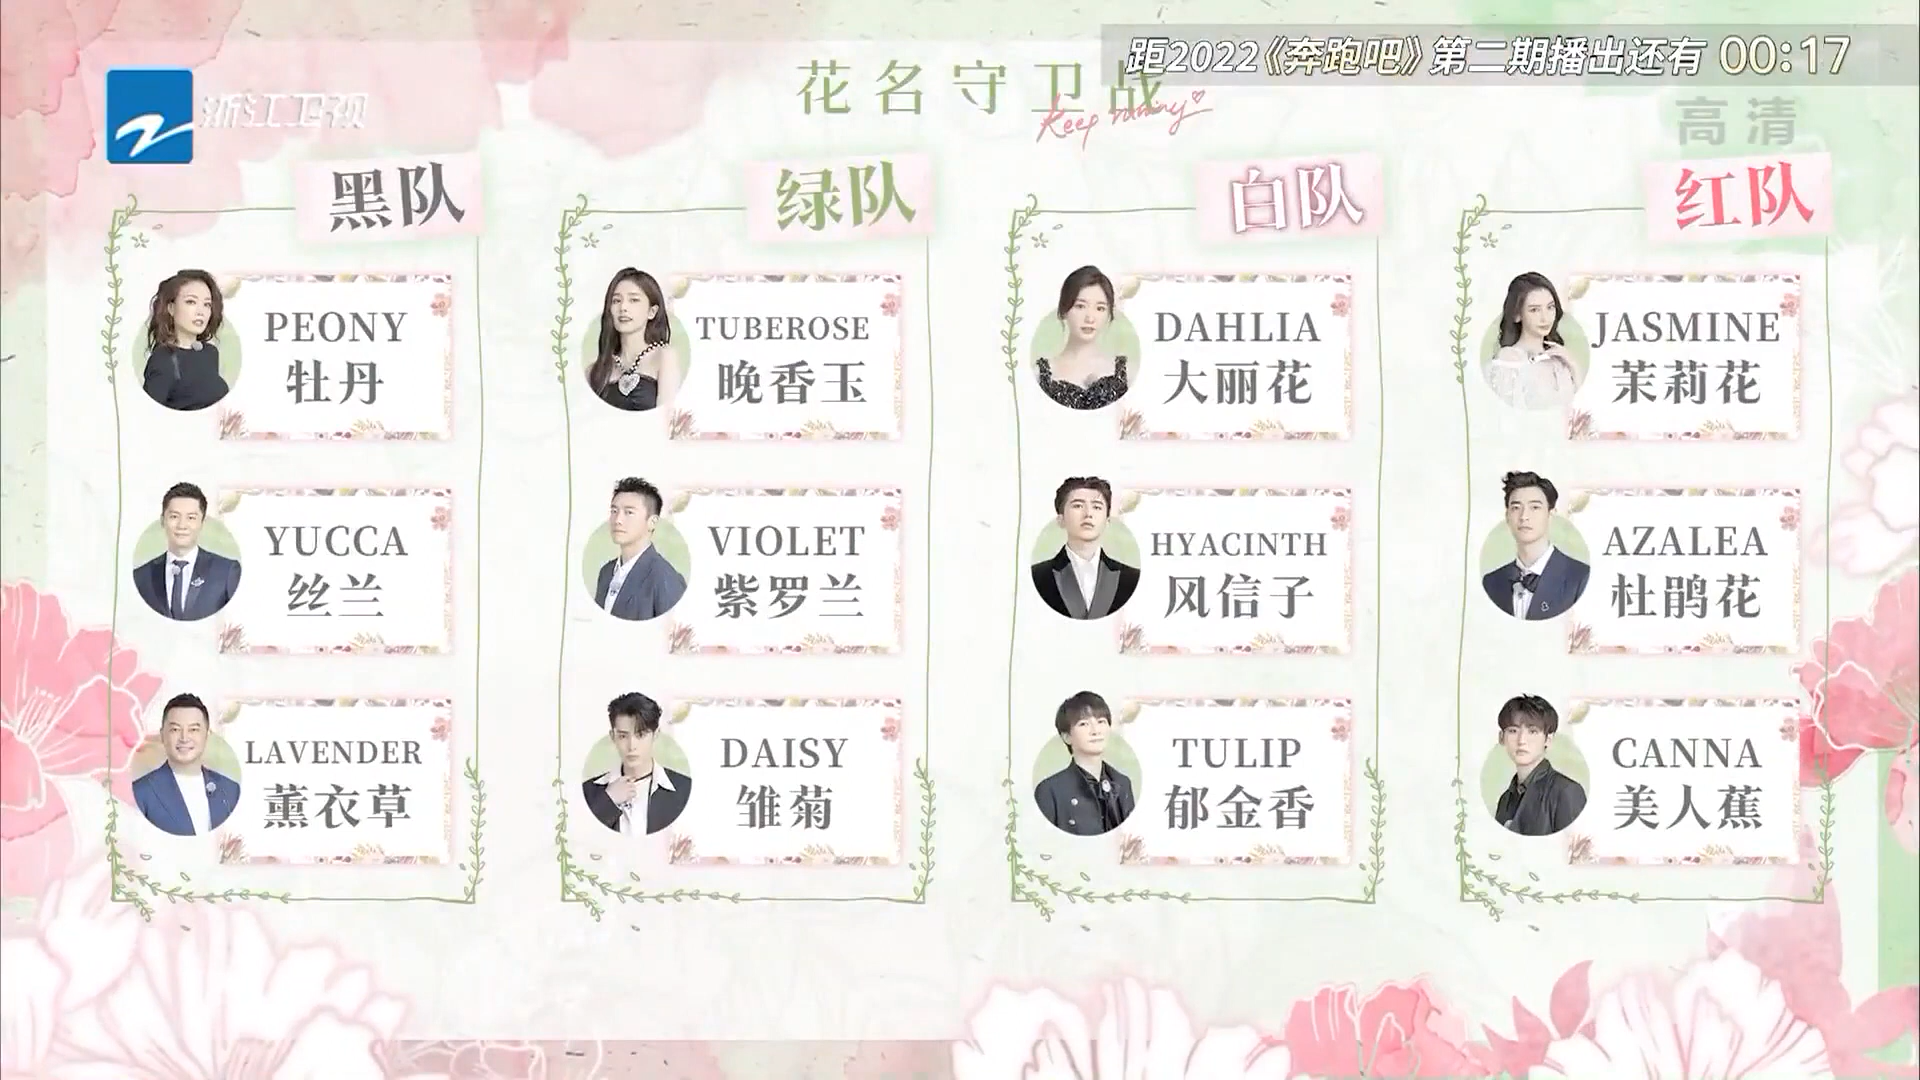 距2022《奔跑吧》第二期播出还有 00:17
花名守卫战
Keep running
浙江卫视
高清
黑队
PEONY
牡丹
YUCCA
丝兰
LAVENDER
薰衣草
绿队
TUBEROSE
晚香玉
VIOLET
紫罗兰
DAISY
雏菊
白队
DAHLIA
大丽花
HYACINTH
风信子
TULIP
郁金香
红队
JASMINE
茉莉花
AZALEA
杜鹃花
CANNA
美人蕉